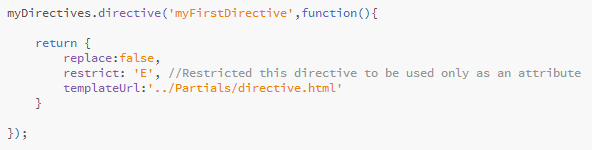 myDirectives.directive('myFirstDirective',function(){
    return {
        replace:false,
        restrict: 'E', //Restricted this directive to be used only as an attribute
        templateUrl:'../Partials/directive.html'
    }
});